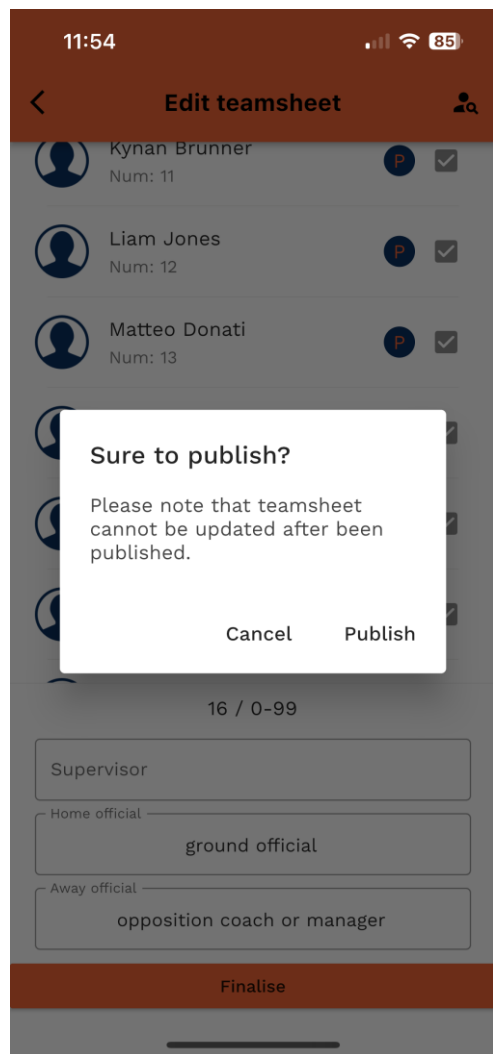 11:54
85
Edit teamsheet
Kynan Brunner
Num: 11
P
Liam Jones
Num: 12
P
Matteo Donati
Num: 13
P
Sure to publish?
Please note that teamsheet
cannot be updated after been
published.
Cancel Publish
16 / 0-99
Supervisor
Home official
ground official
Away official
opposition coach or manager
Finalise